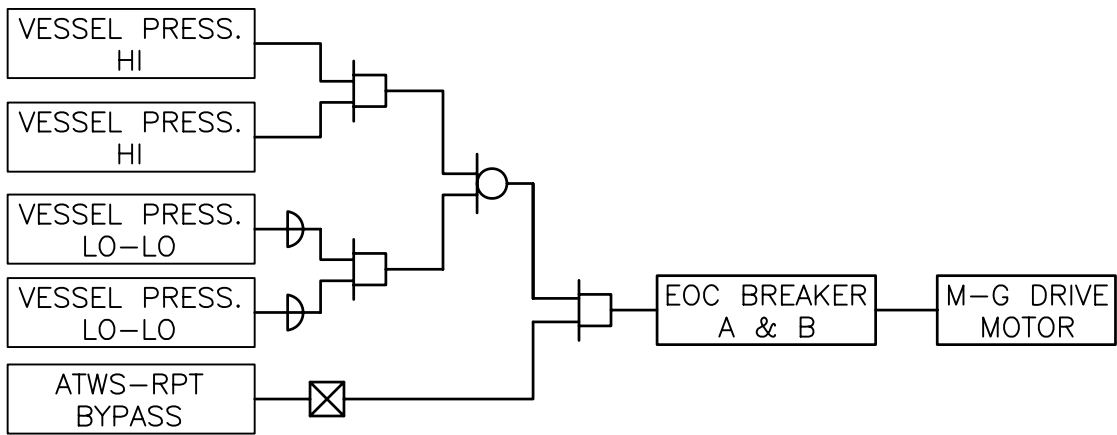 VESSEL PRESS.
HI
VESSEL PRESS.
HI
VESSEL PRESS.
LO-LO
VESSEL PRESS.
LO-LO
ATWS-RPT
BYPASS
EOC BREAKER
A & B
M-G DRIVE
MOTOR